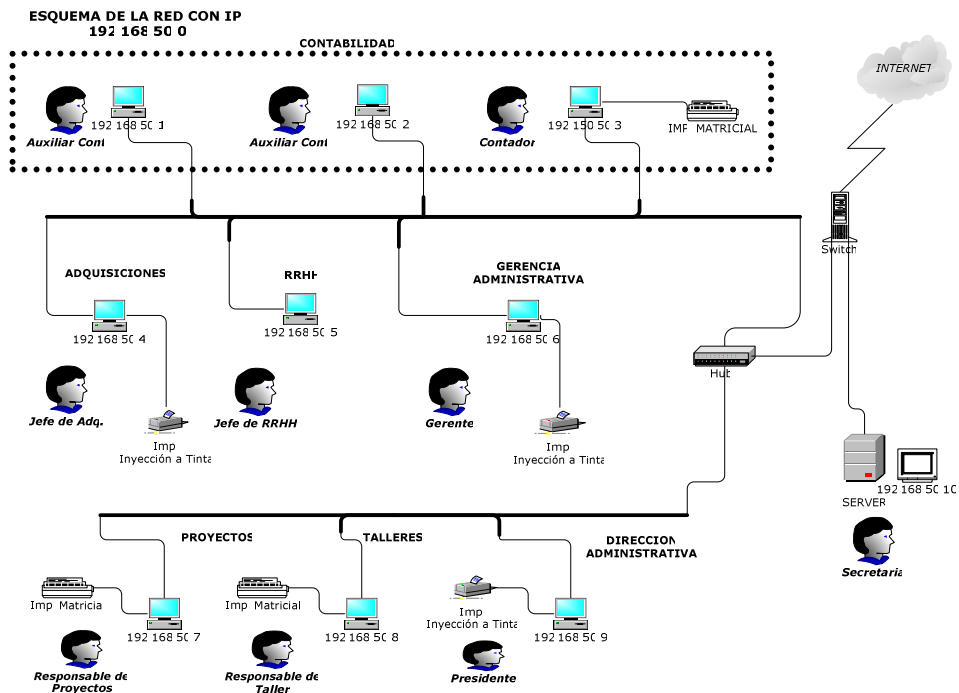 ESQUEMA DE LA RED CON IP
192 168 50 0
CONTABILIDAD
INTERNET
192 168 50 1
192 168 50 2
192 150 50 3
IMP MATRICIAL
Auxiliar Cont
Auxiliar Cont
Contador
Switch
ADQUISICIONES
RRHH
GERENCIA
ADMINISTRATIVA
192 168 50 4
192 168 50 5
192 168 50 6
Hub
Jefe de Adq.
Jefe de RRHH
Gerente
Imp
Inyección a Tinta
Imp
Inyección a Tinta
192 168 50 10
SERVER
Secretaria
PROYECTOS
TALLERES
DIRECCION
ADMINISTRATIVA
Imp Matricial
192 168 50 7
Imp Matricial
192 168 50 8
Imp
Inyección a Tinta
192 168 50 9
Responsable de
Proyectos
Responsable de
Taller
Presidente